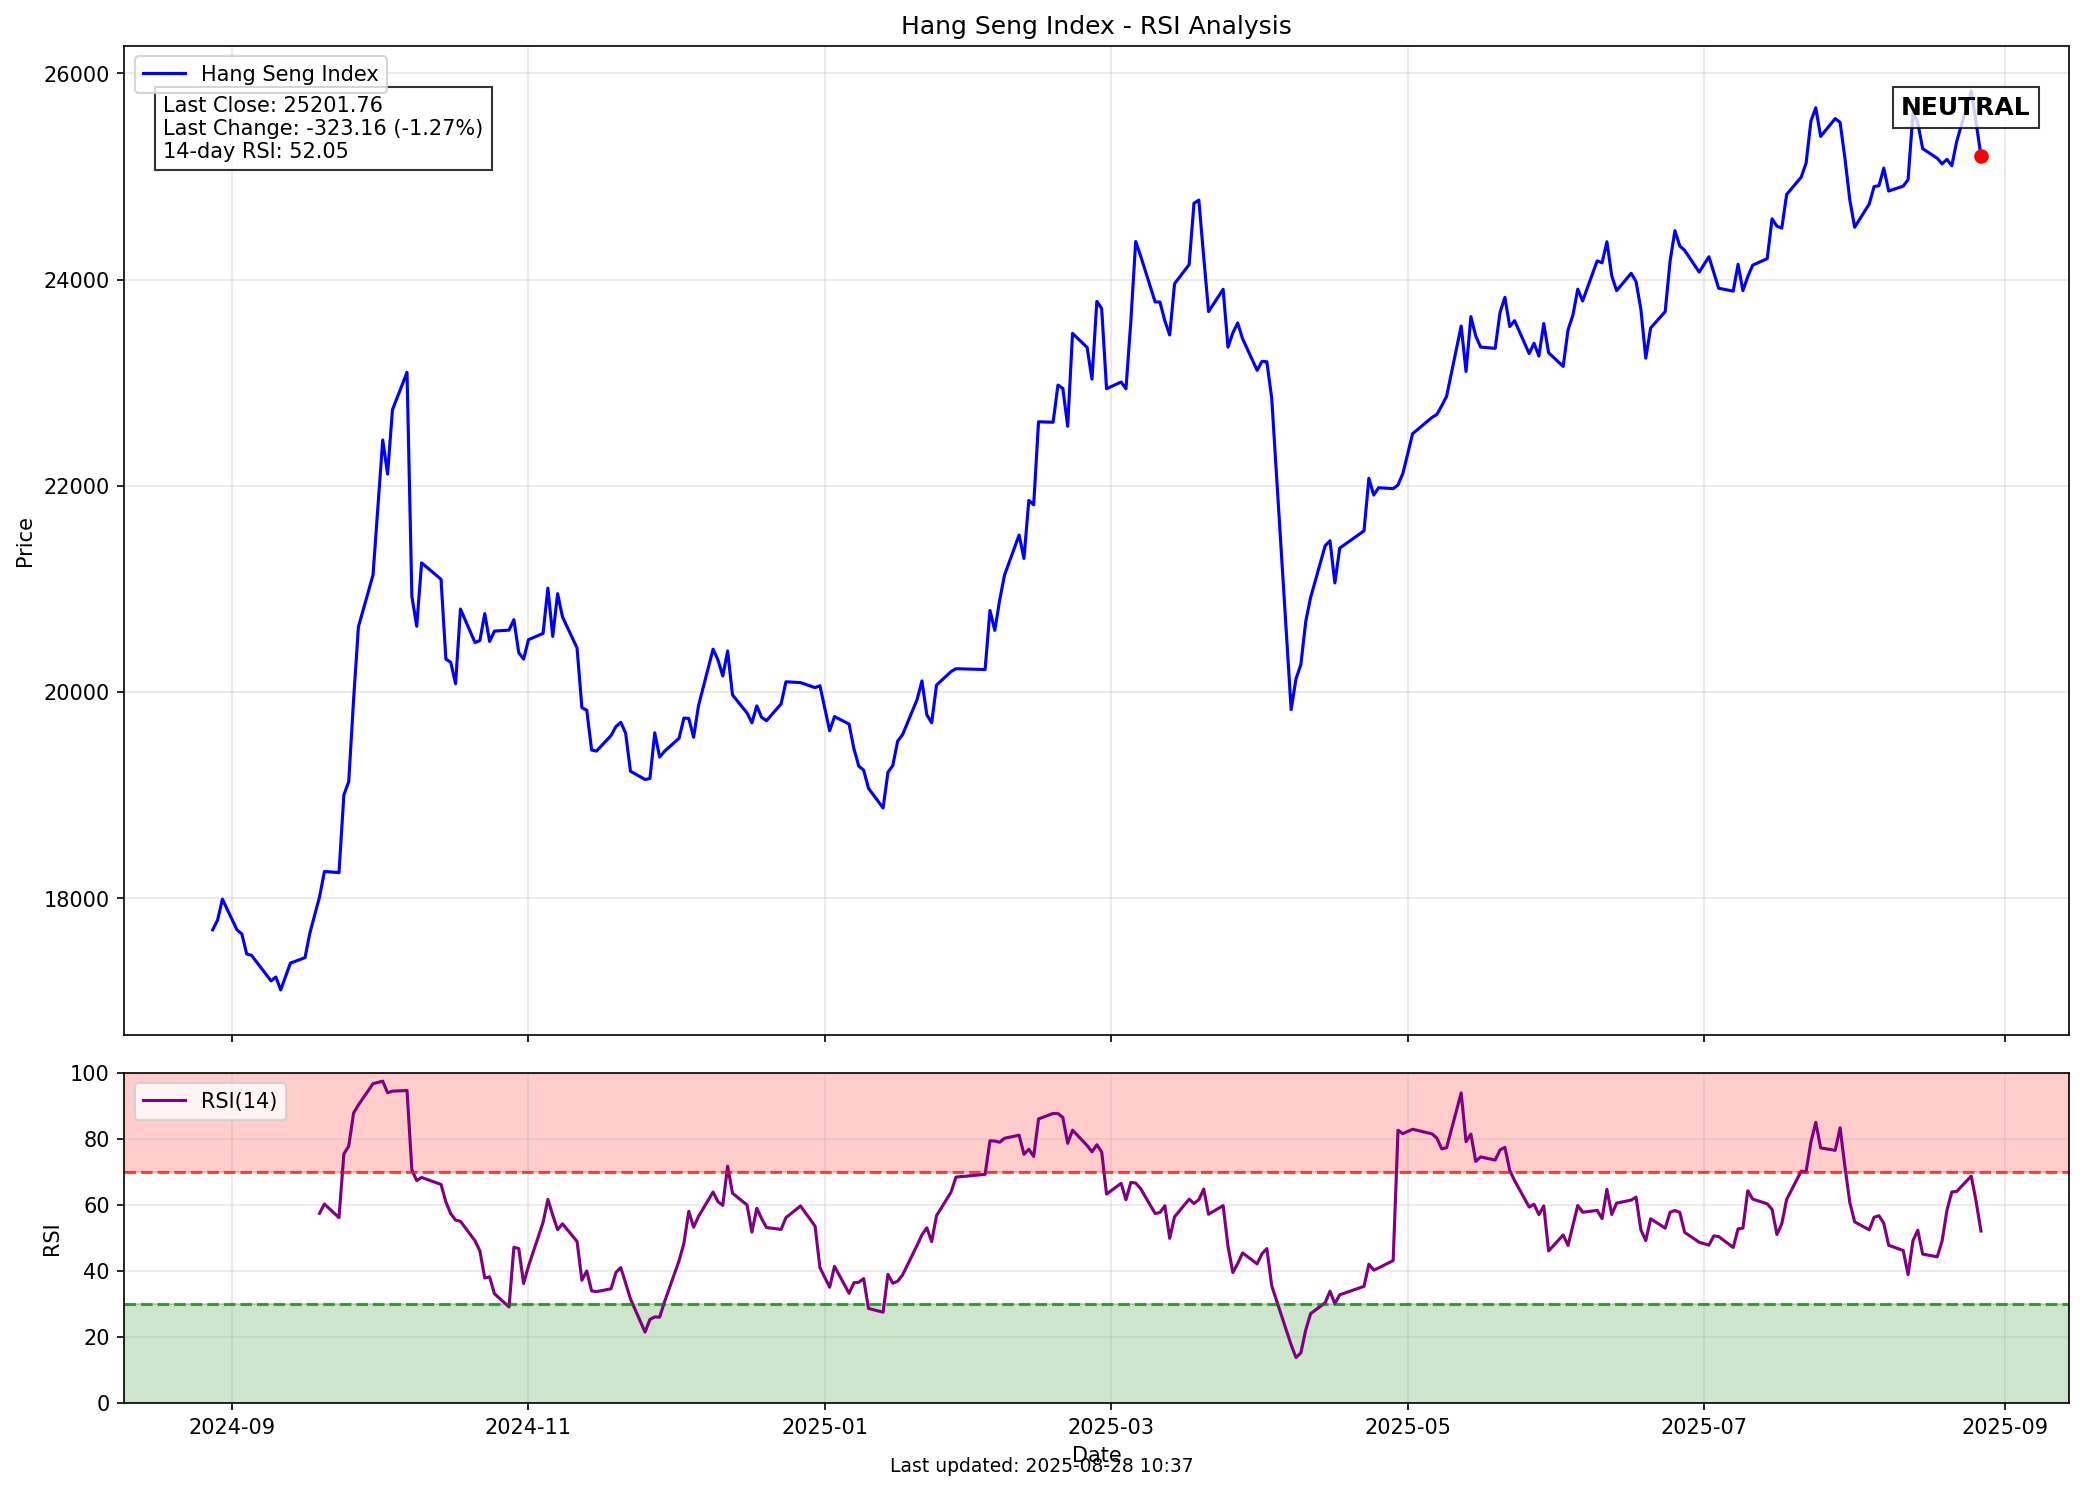 Hang Seng Index - RSI Analysis
Hang Seng Index
Last Close: 25201.76
Last Change: -323.16 (-1.27%)
14-day RSI: 52.05
NEUTRAL
Price
26000
24000
22000
20000
18000
RSI(14)
RSI
100
80
60
40
20
0
2024-09
2024-11
2025-01
2025-03
2025-05
2025-07
2025-09
Date
Last updated: 2025-08-28 10:37